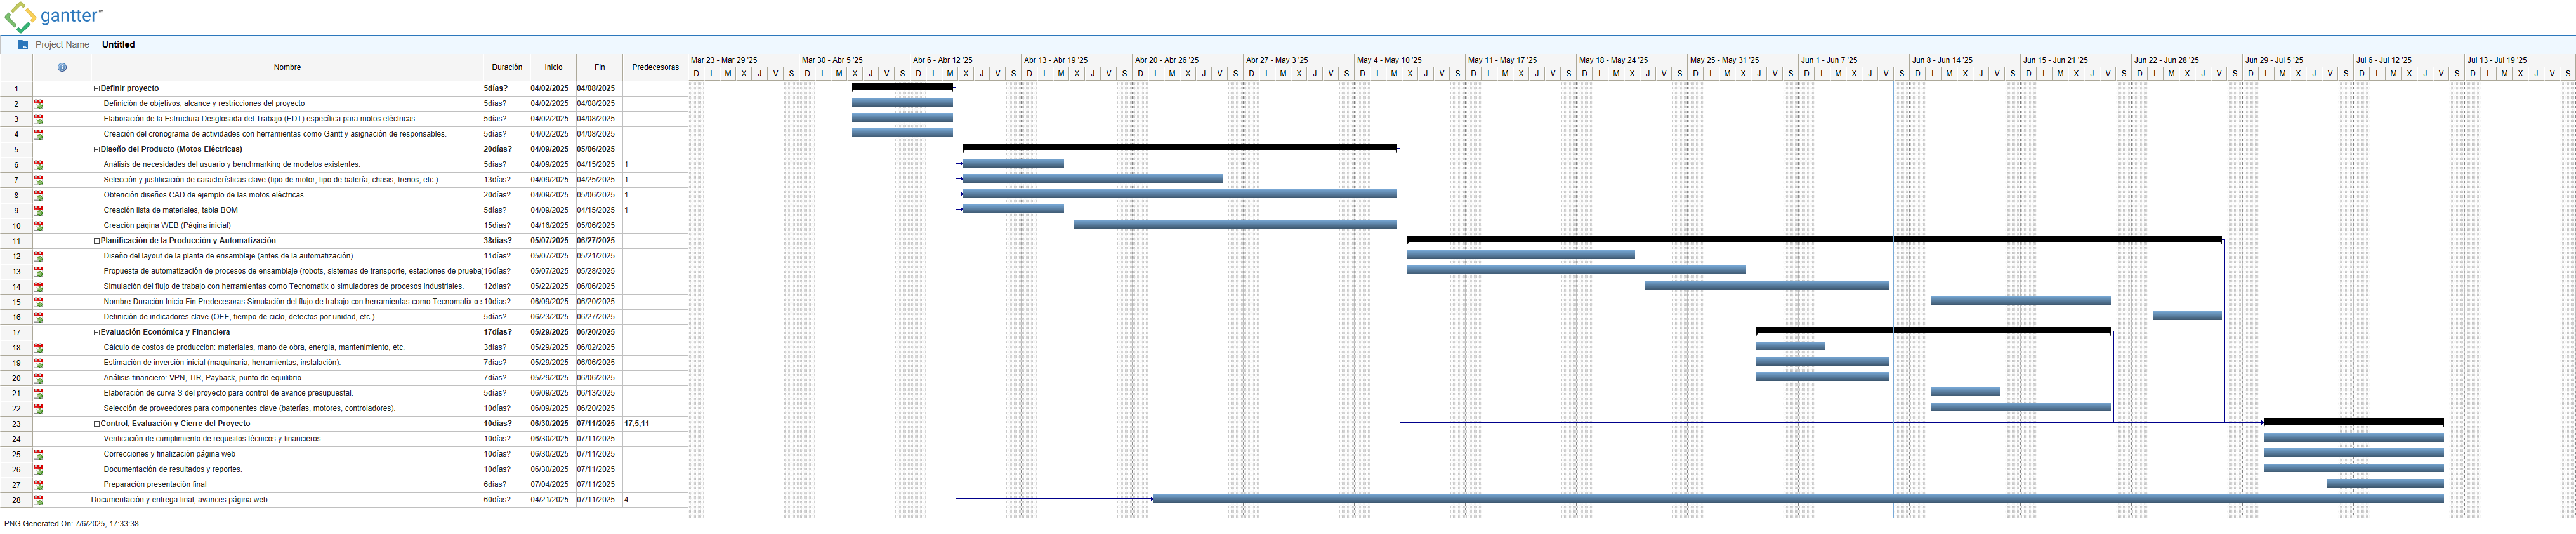 gantter™
Project Name Untitled
Nombre Duración Inicio Fin Predecesoras
Mar 23 - Mar 29 '25 Mar 30 - Abr 5 '25 Abr 6 - Abr 12 '25 Abr 13 - Abr 19 '25 Abr 20 - Abr 26 '25 Abr 27 - May 3 '25 May 4 - May 10 '25 May 11 - May 17 '25 May 18 - May 24 '25 May 25 - May 31 '25 Jun 1 - Jun 7 '25 Jun 8 - Jun 14 '25 Jun 15 - Jun 21 '25 Jun 22 - Jun 28 '25 Jun 29 - Jul 5 '25 Jul 6 - Jul 12 '25 Jul 13 - Jul 19 '25
D L M X J V S D L M X J V S D L M X J V S D L M X J V S D L M X J V S D L M X J V S D L M X J V S D L M X J V S D L M X J V S D L M X J V S D L M X J V S D L M X J V S D L M X J V S D L M X J V S D L M X J V S D L M X J V S D L M X J V S
1 Definir proyecto 5días? 04/02/2025 04/08/2025
2 Definición de objetivos, alcance y restricciones del proyecto 5días? 04/02/2025 04/08/2025
3 Elaboración de la Estructura Desglosada del Trabajo (EDT) específica para motos eléctricas. 5días? 04/02/2025 04/08/2025
4 Creación del cronograma de actividades con herramientas como Gantt y asignación de responsables. 5días? 04/02/2025 04/08/2025
5 Diseño del Producto (Motos Eléctricas) 20días? 04/09/2025 05/06/2025
6 Análisis de necesidades del usuario y benchmarking de modelos existentes. 5días? 04/09/2025 04/15/2025 1
7 Selección y justificación de características clave (tipo de motor, tipo de batería, chasis, frenos, etc.). 13días? 04/09/2025 04/25/2025 1
8 Obtención diseños CAD de ejemplo de las motos eléctricas 20días? 04/09/2025 05/06/2025 1
9 Creación lista de materiales, tabla BOM 5días? 04/09/2025 04/15/2025 1
10 Creación página WEB (Página inicial) 15días? 04/16/2025 05/06/2025
11 Planificación de la Producción y Automatización 38días? 05/07/2025 06/27/2025
12 Diseño del layout de la planta de ensamblaje (antes de la automatización). 11días? 05/07/2025 05/21/2025
13 Propuesta de automatización de procesos de ensamblaje (robots, sistemas de transporte, estaciones de prueba 16días? 05/07/2025 05/28/2025
14 Simulación del flujo de trabajo con herramientas como Tecnomatix o simuladores de procesos industriales. 12días? 05/22/2025 06/06/2025
15 Nombre Duración Inicio Fin Predecesoras Simulación del flujo de trabajo con herramientas como Tecnomatix o s 10días? 06/09/2025 06/20/2025
16 Definición de indicadores clave (OEE, tiempo de ciclo, defectos por unidad, etc.). 5días? 06/23/2025 06/27/2025
17 Evaluación Económica y Financiera 17días? 05/29/2025 06/20/2025
18 Cálculo de costos de producción: materiales, mano de obra, energía, mantenimiento, etc. 3días? 05/29/2025 06/02/2025
19 Estimación de inversión inicial (maquinaria, herramientas, instalación). 7días? 05/29/2025 06/06/2025
20 Análisis financiero: VPN, TIR, Payback, punto de equilibrio. 7días? 05/29/2025 06/06/2025
21 Elaboración de curva S del proyecto para control de avance presupuestal. 5días? 06/09/2025 06/13/2025
22 Selección de proveedores para componentes clave (baterías, motores, controladores). 10días? 06/09/2025 06/20/2025
23 Control, Evaluación y Cierre del Proyecto 10días? 06/30/2025 07/11/2025 17,5,11
24 Verificación de cumplimiento de requisitos técnicos y financieros. 10días? 06/30/2025 07/11/2025
25 Correcciones y finalización página web 10días? 06/30/2025 07/11/2025
26 Documentación de resultados y reportes. 10días? 06/30/2025 07/11/2025
27 Preparación presentación final 6días? 07/04/2025 07/11/2025
28 Documentación y entrega final, avances página web 60días? 04/21/2025 07/11/2025 4
PNG Generated On: 7/6/2025, 17:33:38